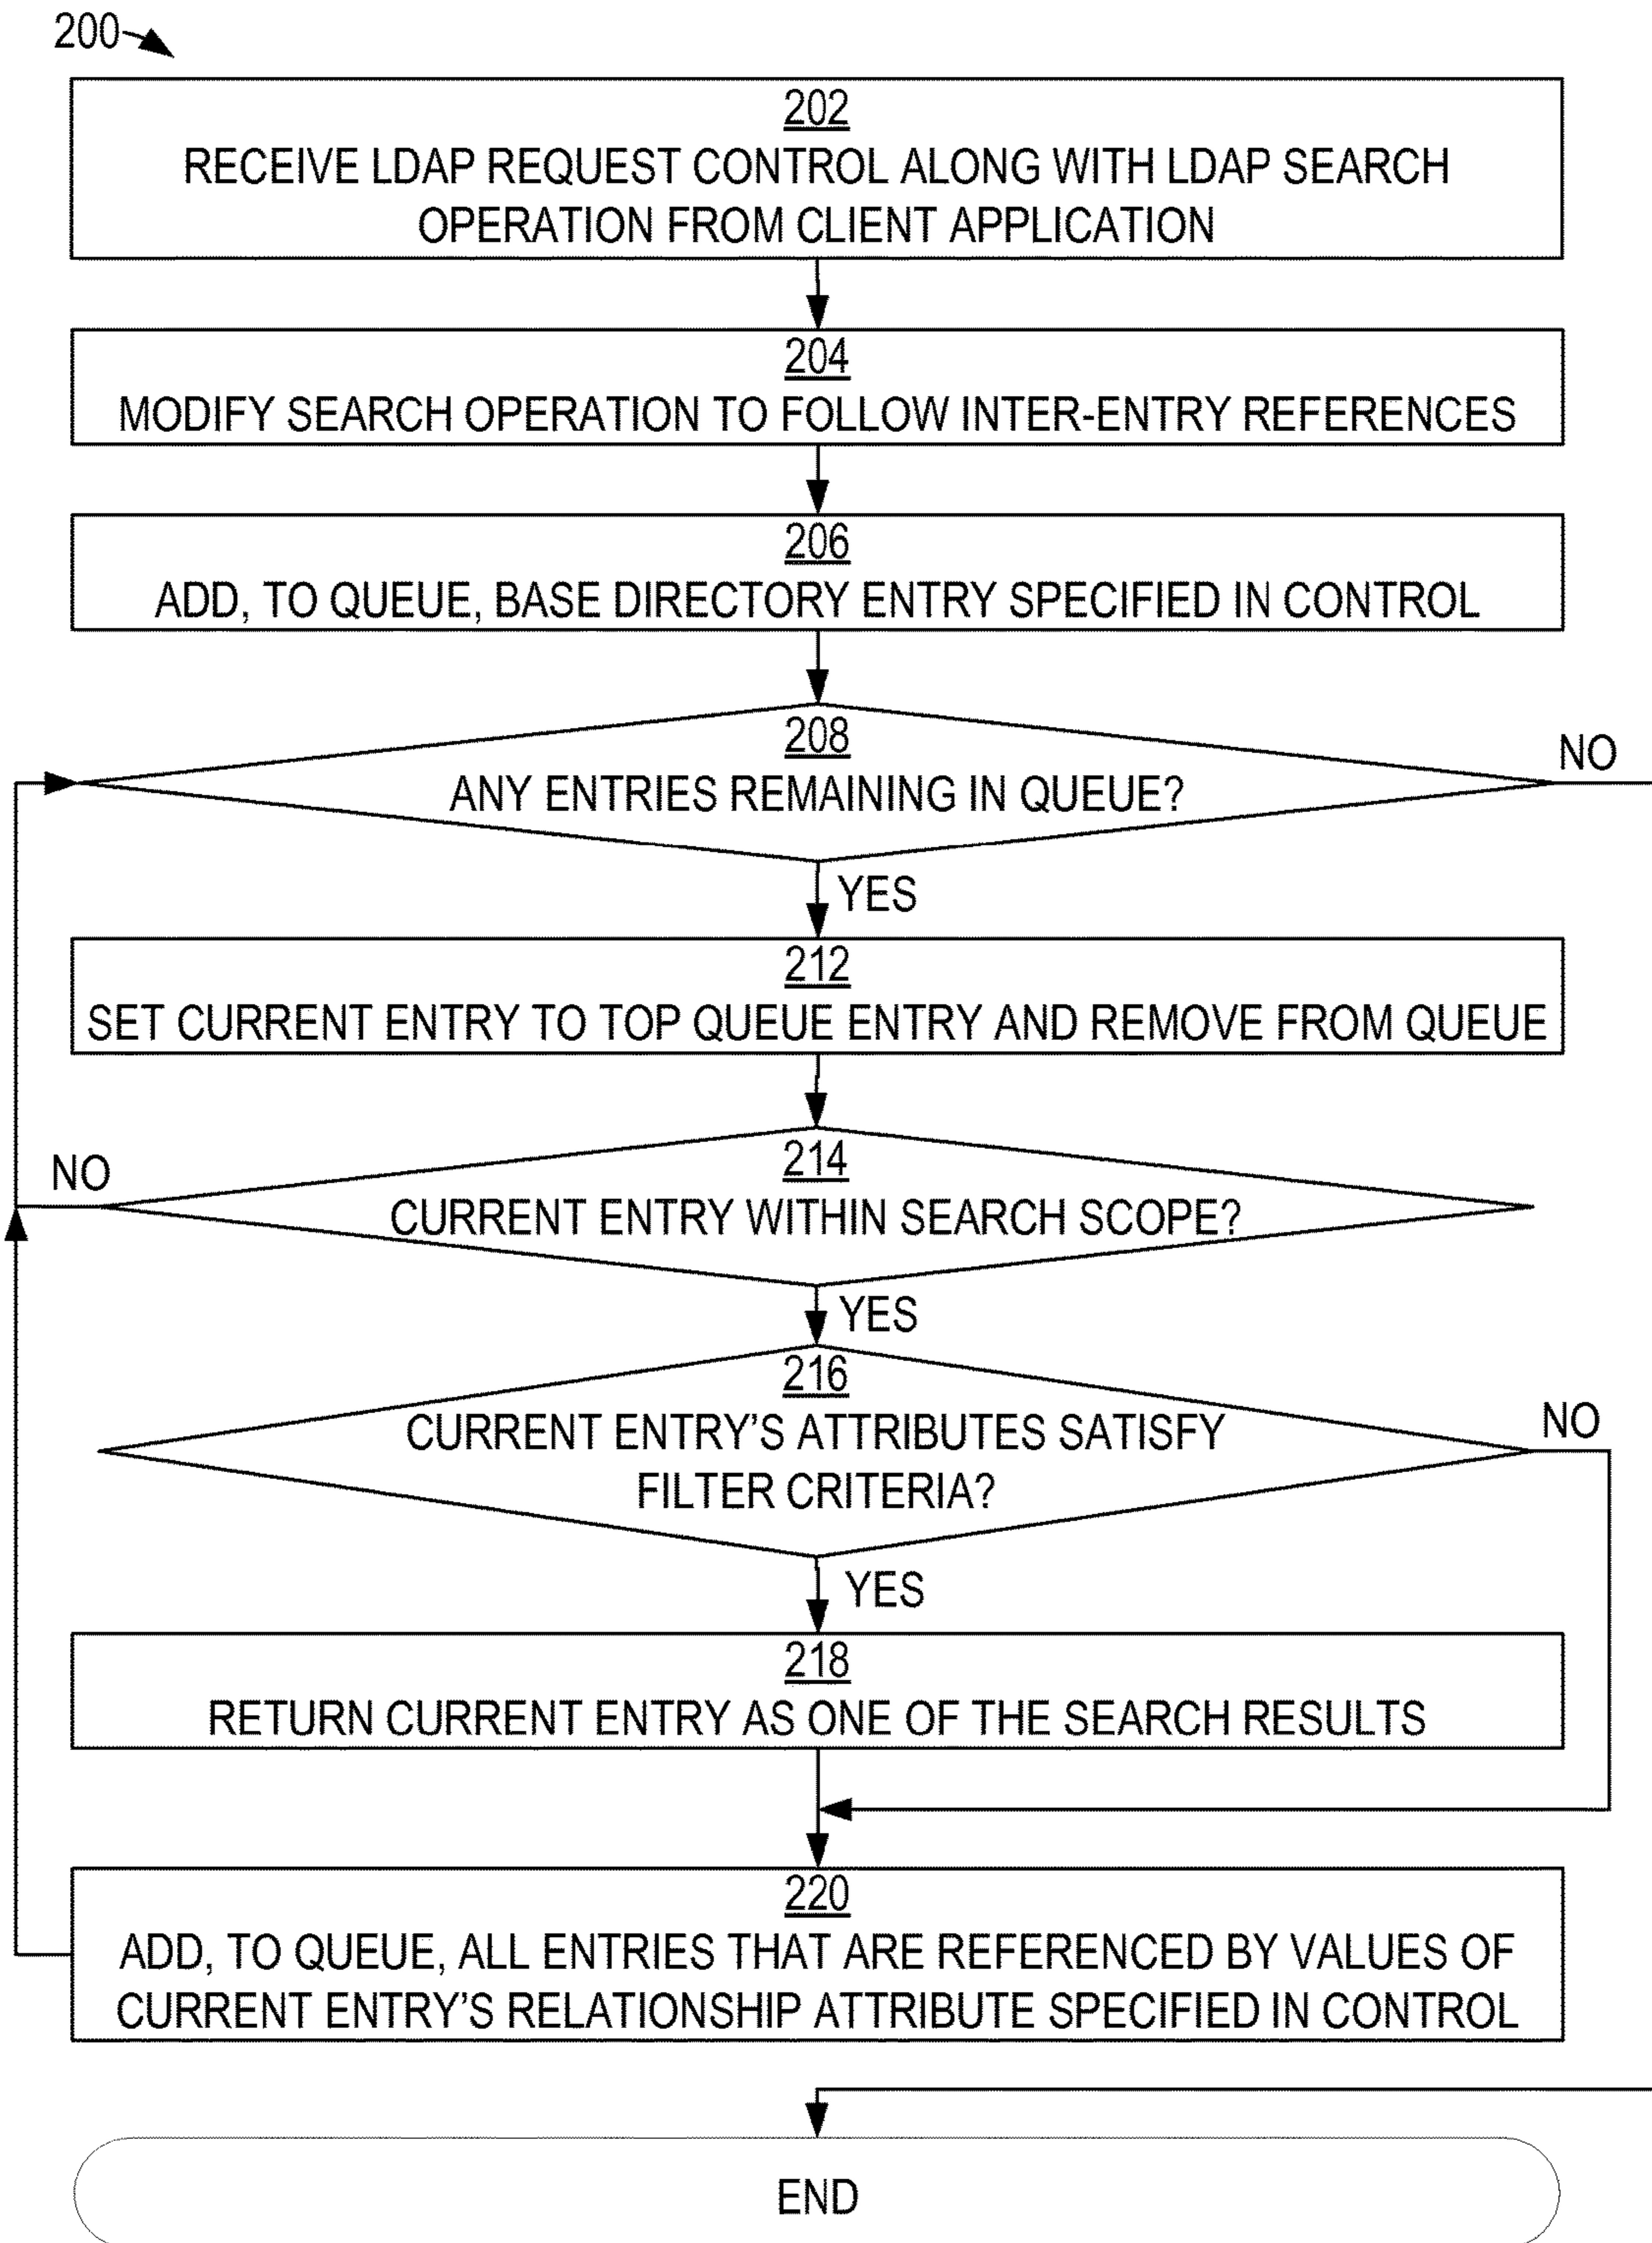 200
202
RECEIVE LDAP REQUEST CONTROL ALONG WITH LDAP SEARCH
OPERATION FROM CLIENT APPLICATION
204
MODIFY SEARCH OPERATION TO FOLLOW INTER-ENTRY REFERENCES
206
ADD, TO QUEUE, BASE DIRECTORY ENTRY SPECIFIED IN CONTROL
208
ANY ENTRIES REMAINING IN QUEUE?
NO
YES
212
SET CURRENT ENTRY TO TOP QUEUE ENTRY AND REMOVE FROM QUEUE
214
CURRENT ENTRY WITHIN SEARCH SCOPE?
NO
YES
216
CURRENT ENTRY'S ATTRIBUTES SATISFY
FILTER CRITERIA?
NO
YES
218
RETURN CURRENT ENTRY AS ONE OF THE SEARCH RESULTS
220
ADD, TO QUEUE, ALL ENTRIES THAT ARE REFERENCED BY VALUES OF
CURRENT ENTRY'S RELATIONSHIP ATTRIBUTE SPECIFIED IN CONTROL
END